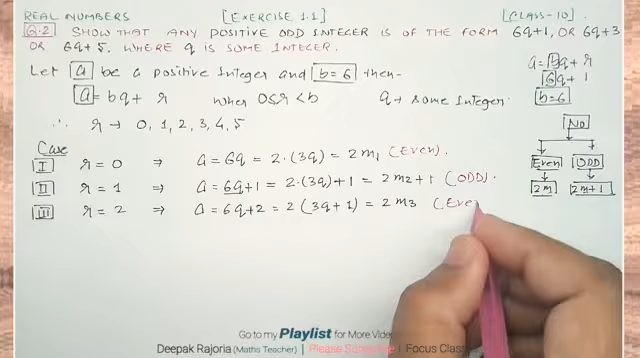 REAL NUMBERS [EXERCISE 1.1] [CLASS-10]
Q.2 SHOW THAT ANY POSITIVE ODD INTEGER IS OF THE FORM 6q+1, OR 6q+3
OR 6q+5, WHERE q IS SOME INTEGER.
Let a be a positive Integer and b=6 then-
a = bq + r when 0≤r<b q→ some Integer.
∴ r → 0, 1, 2, 3, 4, 5
Case
I r = 0 ⇒ a = 6q = 2·(3q) = 2m1 (Even).
II r = 1 ⇒ a = 6q+1 = 2·(3q)+1 = 2m2+1 (ODD).
III r = 2 ⇒ a = 6q+2 = 2(3q+1) = 2m3 (Eve
a = bq + r
6q + 1
b=6
NO
Even ODD
2m 2m+1
Go to my Playlist for More Vide
Deepak Rajoria (Maths Teacher) | Please Subscribe | Focus Class